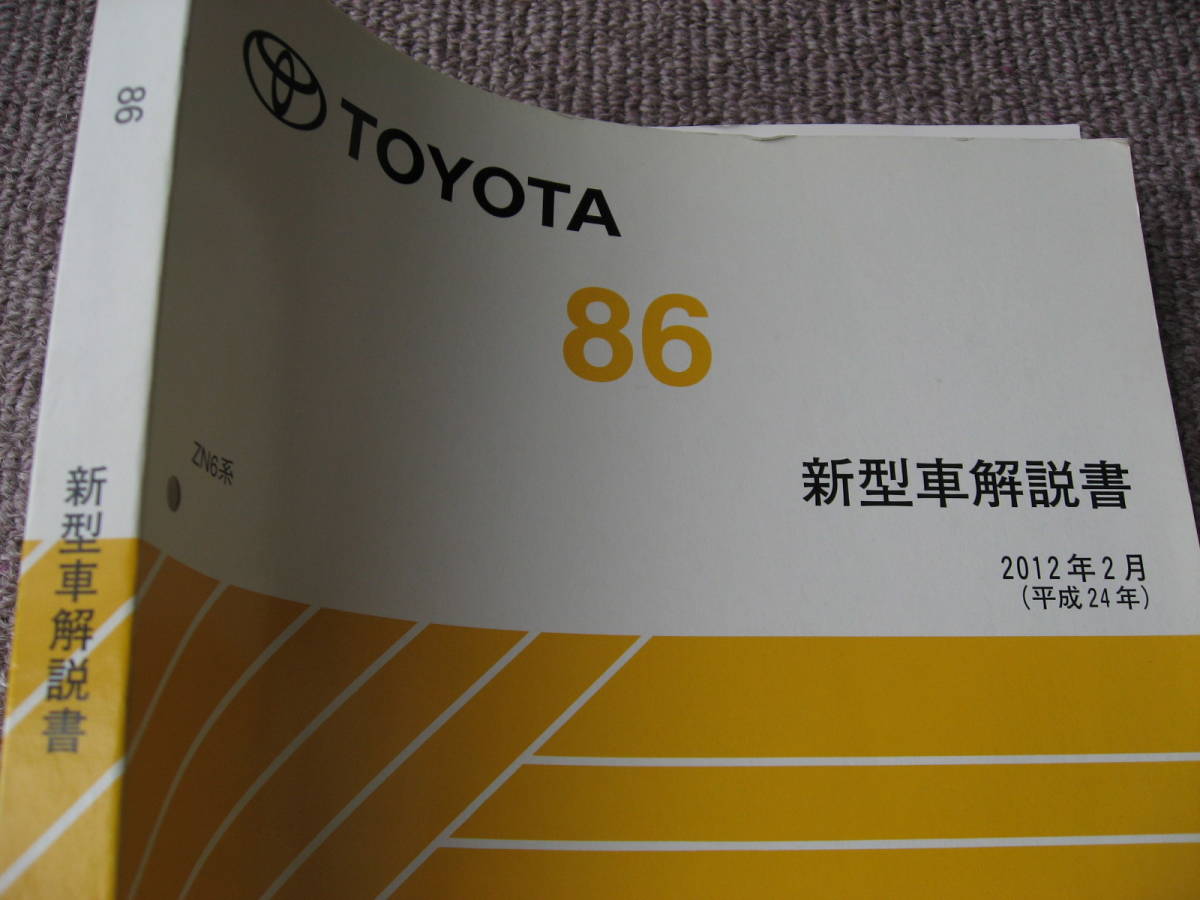 86
新型車解説書
TOYOTA
86
ZN6系
新型車解説書
2012年2月
(平成24年)